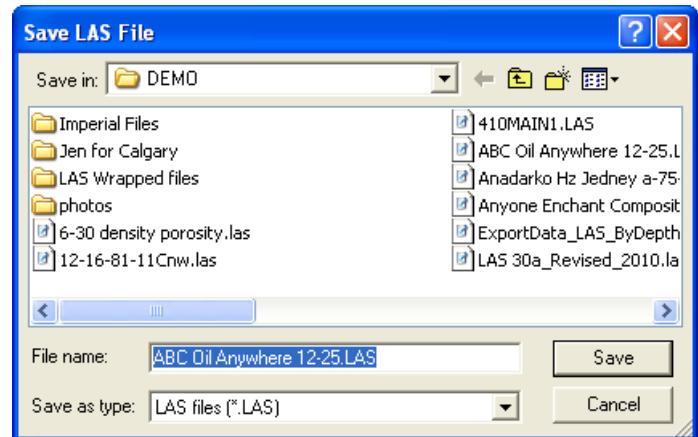 Save LAS File
Save in: DEMO
Imperial Files
Jen for Calgary
LAS Wrapped files
photos
6-30 density porosity.las
12-16-81-11Cnw.las
410MAIN1.LAS
ABC Oil Anywhere 12-25.L
Anadarko Hz Jedney a-75-
Anyone Enchant Composit
ExportData_LAS_ByDepth
LAS 30a_Revised_2010.la
File name: ABC Oil Anywhere 12-25.LAS
Save
Save as type: LAS files (*.LAS)
Cancel